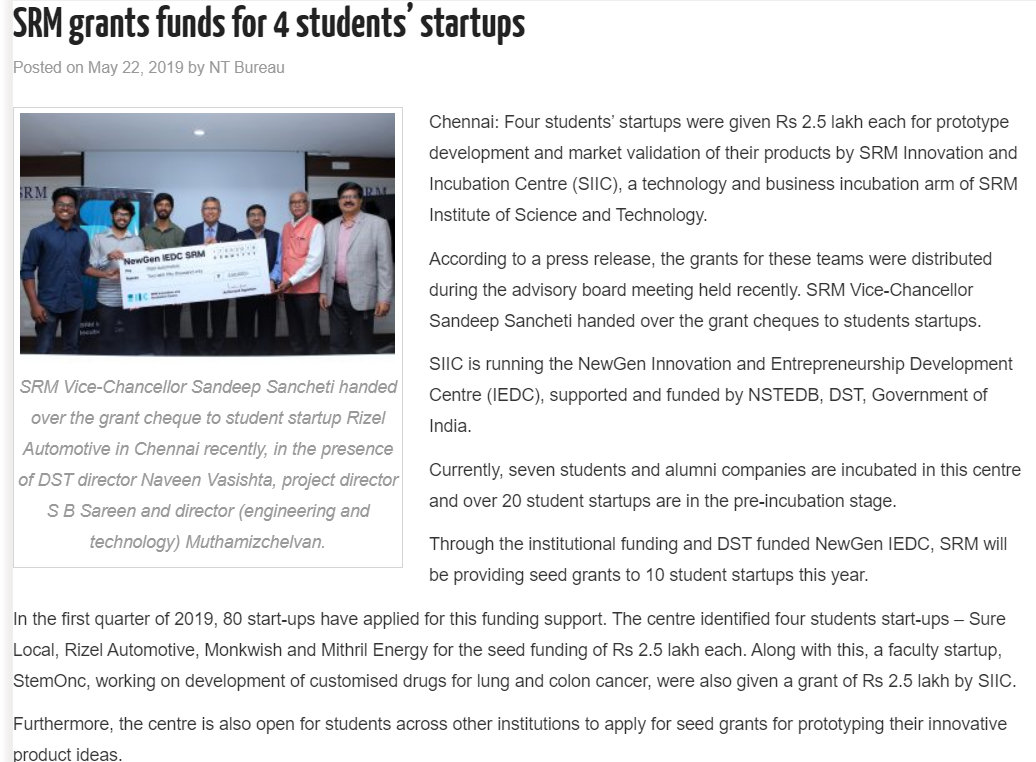 SRM grants funds for 4 students’ startups
Posted on May 22, 2019 by NT Bureau
SRM
SRM
NewGen IEDC SRM
SRM Vice-Chancellor Sandeep Sancheti handed
over the grant cheque to student startup Rizel
Automotive in Chennai recently, in the presence
of DST director Naveen Vasishta, project director
S B Sareen and director (engineering and
technology) Muthamizchelvan.
Chennai: Four students’ startups were given Rs 2.5 lakh each for prototype
development and market validation of their products by SRM Innovation and
Incubation Centre (SIIC), a technology and business incubation arm of SRM
Institute of Science and Technology.
According to a press release, the grants for these teams were distributed
during the advisory board meeting held recently. SRM Vice-Chancellor
Sandeep Sancheti handed over the grant cheques to students startups.
SIIC is running the NewGen Innovation and Entrepreneurship Development
Centre (IEDC), supported and funded by NSTEDB, DST, Government of
India.
Currently, seven students and alumni companies are incubated in this centre
and over 20 student startups are in the pre-incubation stage.
Through the institutional funding and DST funded NewGen IEDC, SRM will
be providing seed grants to 10 student startups this year.
In the first quarter of 2019, 80 start-ups have applied for this funding support. The centre identified four students start-ups – Sure
Local, Rizel Automotive, Monkwish and Mithril Energy for the seed funding of Rs 2.5 lakh each. Along with this, a faculty startup,
StemOnc, working on development of customised drugs for lung and colon cancer, were also given a grant of Rs 2.5 lakh by SIIC.
Furthermore, the centre is also open for students across other institutions to apply for seed grants for prototyping their innovative
product ideas.